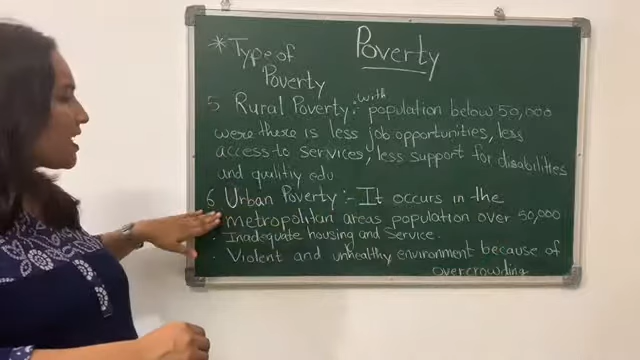 Poverty
* Type of
Poverty
5 Rural Poverty :- with population below 50,000
were there is less job opportunities, less
access to services, less support for disabilities
and qulitiy edu
6 Urban Poverty :- It occurs in the
metropolitan areas population over 50,000
. Inadequate housing and Service.
. Violent and unhealthy environment because of
overcrowding